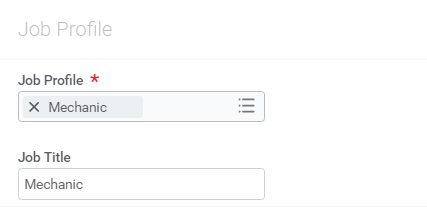 Job Profile
Job Profile *
Mechanic
Job Title
Mechanic